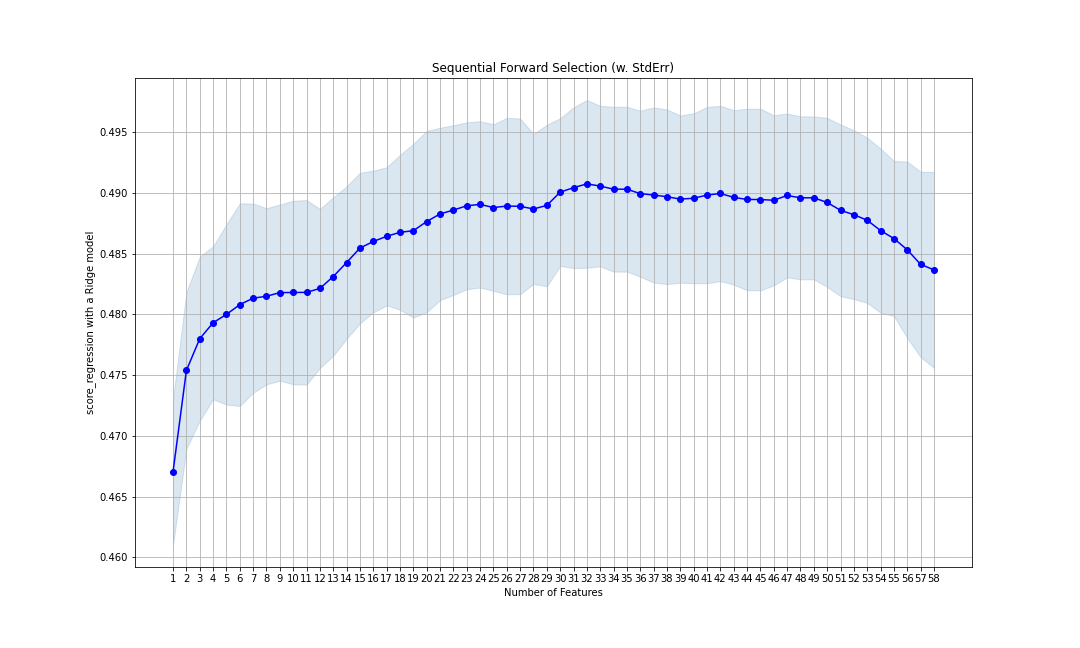 Sequential Forward Selection (w. StdErr)
score_regression with a Ridge model
0.495
0.490
0.485
0.480
0.475
0.470
0.465
0.460
1 2 3 4 5 6 7 8 9 10 11 12 13 14 15 16 17 18 19 20 21 22 23 24 25 26 27 28 29 30 31 32 33 34 35 36 37 38 39 40 41 42 43 44 45 46 47 48 49 50 51 52 53 54 55 56 57 58
Number of Features